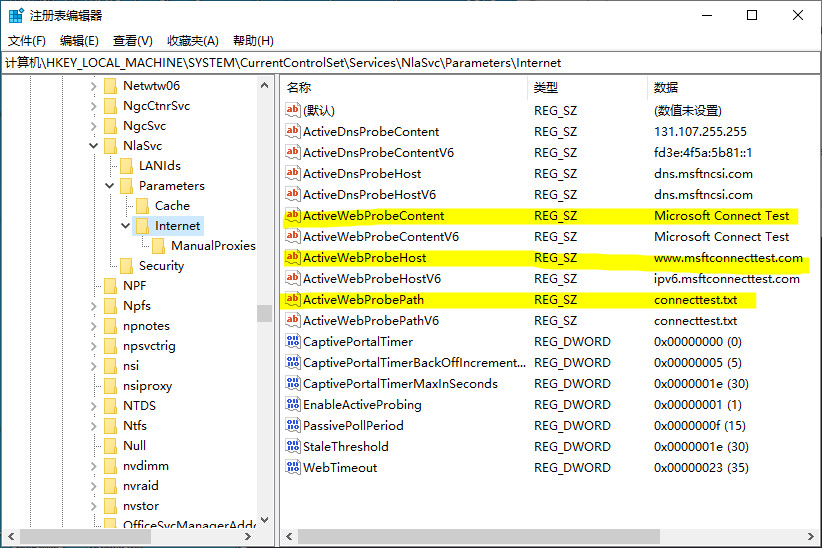 注册表编辑器
文件(F) 编辑(E) 查看(V) 收藏夹(A) 帮助(H)
计算机\HKEY_LOCAL_MACHINE\SYSTEM\CurrentControlSet\Services\NlaSvc\Parameters\Internet
Netwtw06
NgcCtnrSvc
NgcSvc
NlaSvc
LANIds
Parameters
Cache
Internet
ManualProxies
Security
NPF
Npfs
npnotes
npsvctrig
nsi
nsiproxy
NTDS
Ntfs
Null
nvdimm
nvraid
nvstor
OfficeSvcManagerAddo
名称 类型 数据
(默认) REG_SZ (数值未设置)
ActiveDnsProbeContent REG_SZ 131.107.255.255
ActiveDnsProbeContentV6 REG_SZ fd3e:4f5a:5b81::1
ActiveDnsProbeHost REG_SZ dns.msftncsi.com
ActiveDnsProbeHostV6 REG_SZ dns.msftncsi.com
ActiveWebProbeContent REG_SZ Microsoft Connect Test
ActiveWebProbeContentV6 REG_SZ Microsoft Connect Test
ActiveWebProbeHost REG_SZ www.msftconnecttest.com
ActiveWebProbeHostV6 REG_SZ ipv6.msftconnecttest.com
ActiveWebProbePath REG_SZ connecttest.txt
ActiveWebProbePathV6 REG_SZ connecttest.txt
CaptivePortalTimer REG_DWORD 0x00000000 (0)
CaptivePortalTimerBackOffIncrement... REG_DWORD 0x00000005 (5)
CaptivePortalTimerMaxInSeconds REG_DWORD 0x0000001e (30)
EnableActiveProbing REG_DWORD 0x00000001 (1)
PassivePollPeriod REG_DWORD 0x0000000f (15)
StaleThreshold REG_DWORD 0x0000001e (30)
WebTimeout REG_DWORD 0x00000023 (35)